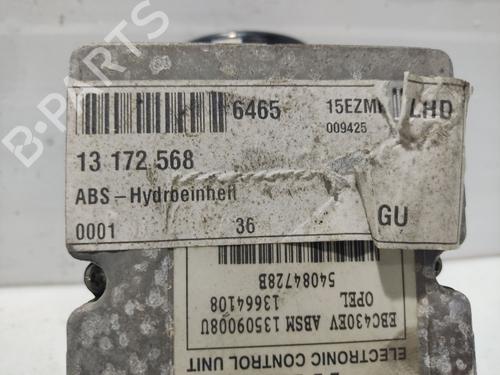 6465
15EZM LHD
009425
13 172 568
ABS-Hydroeinheit
0001
36
GU
54084728B
OPEL 13664108
EBC430EV ABSM 13509008U
ELECTRONIC CONTROL UNIT
B-PARTS